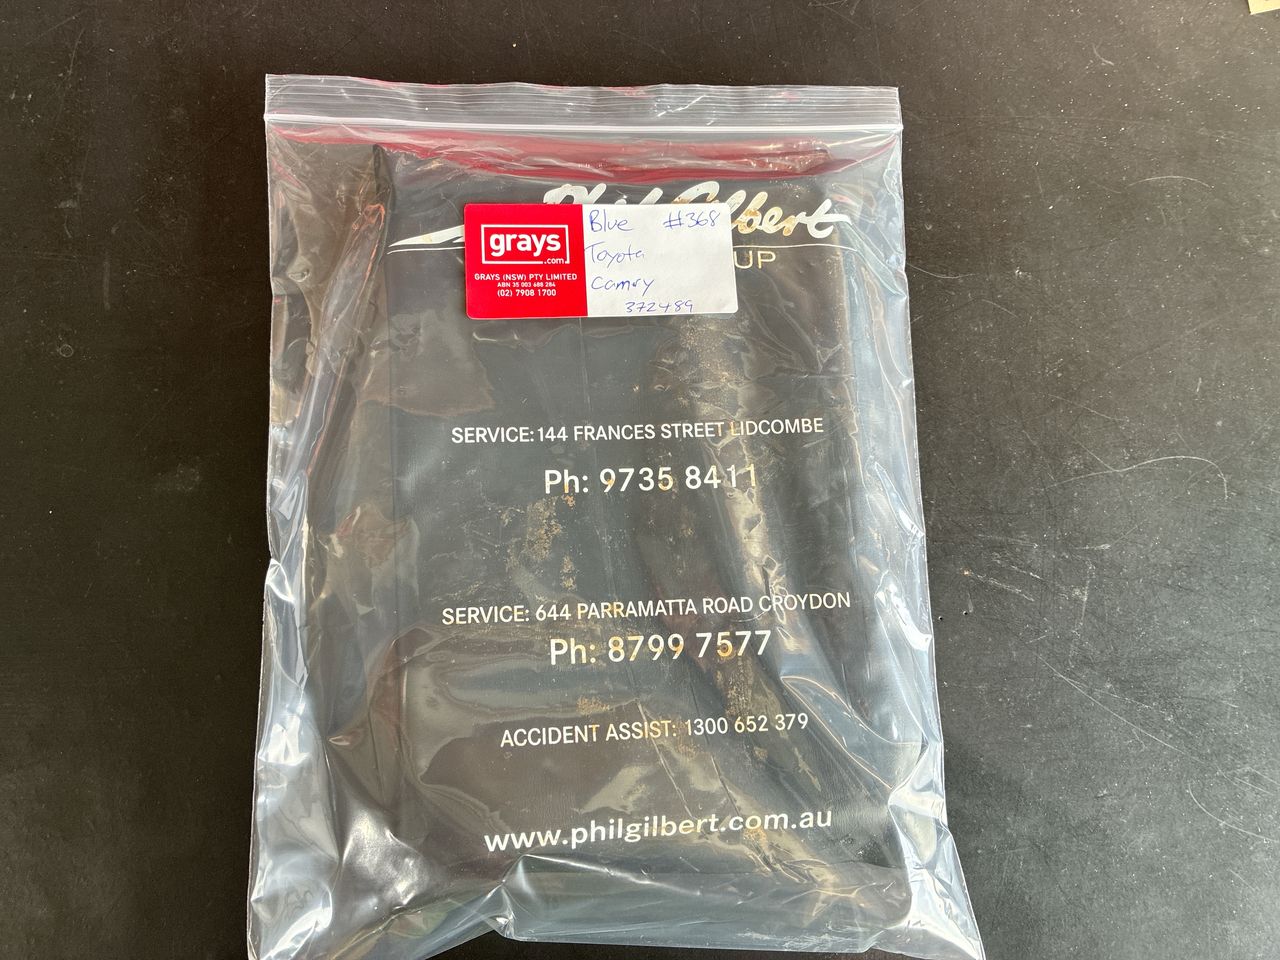 Gilbert
UP
grays
.com
GRAYS (NSW) PTY LIMITED
ABN 35 003 688 284
(02) 7908 1700
Blue #368
Toyota
Camry
372489
SERVICE: 144 FRANCES STREET LIDCOMBE
Ph: 9735 8411
SERVICE: 644 PARRAMATTA ROAD CROYDON
Ph: 8799 7577
ACCIDENT ASSIST: 1300 652 379
www.philgilbert.com.au